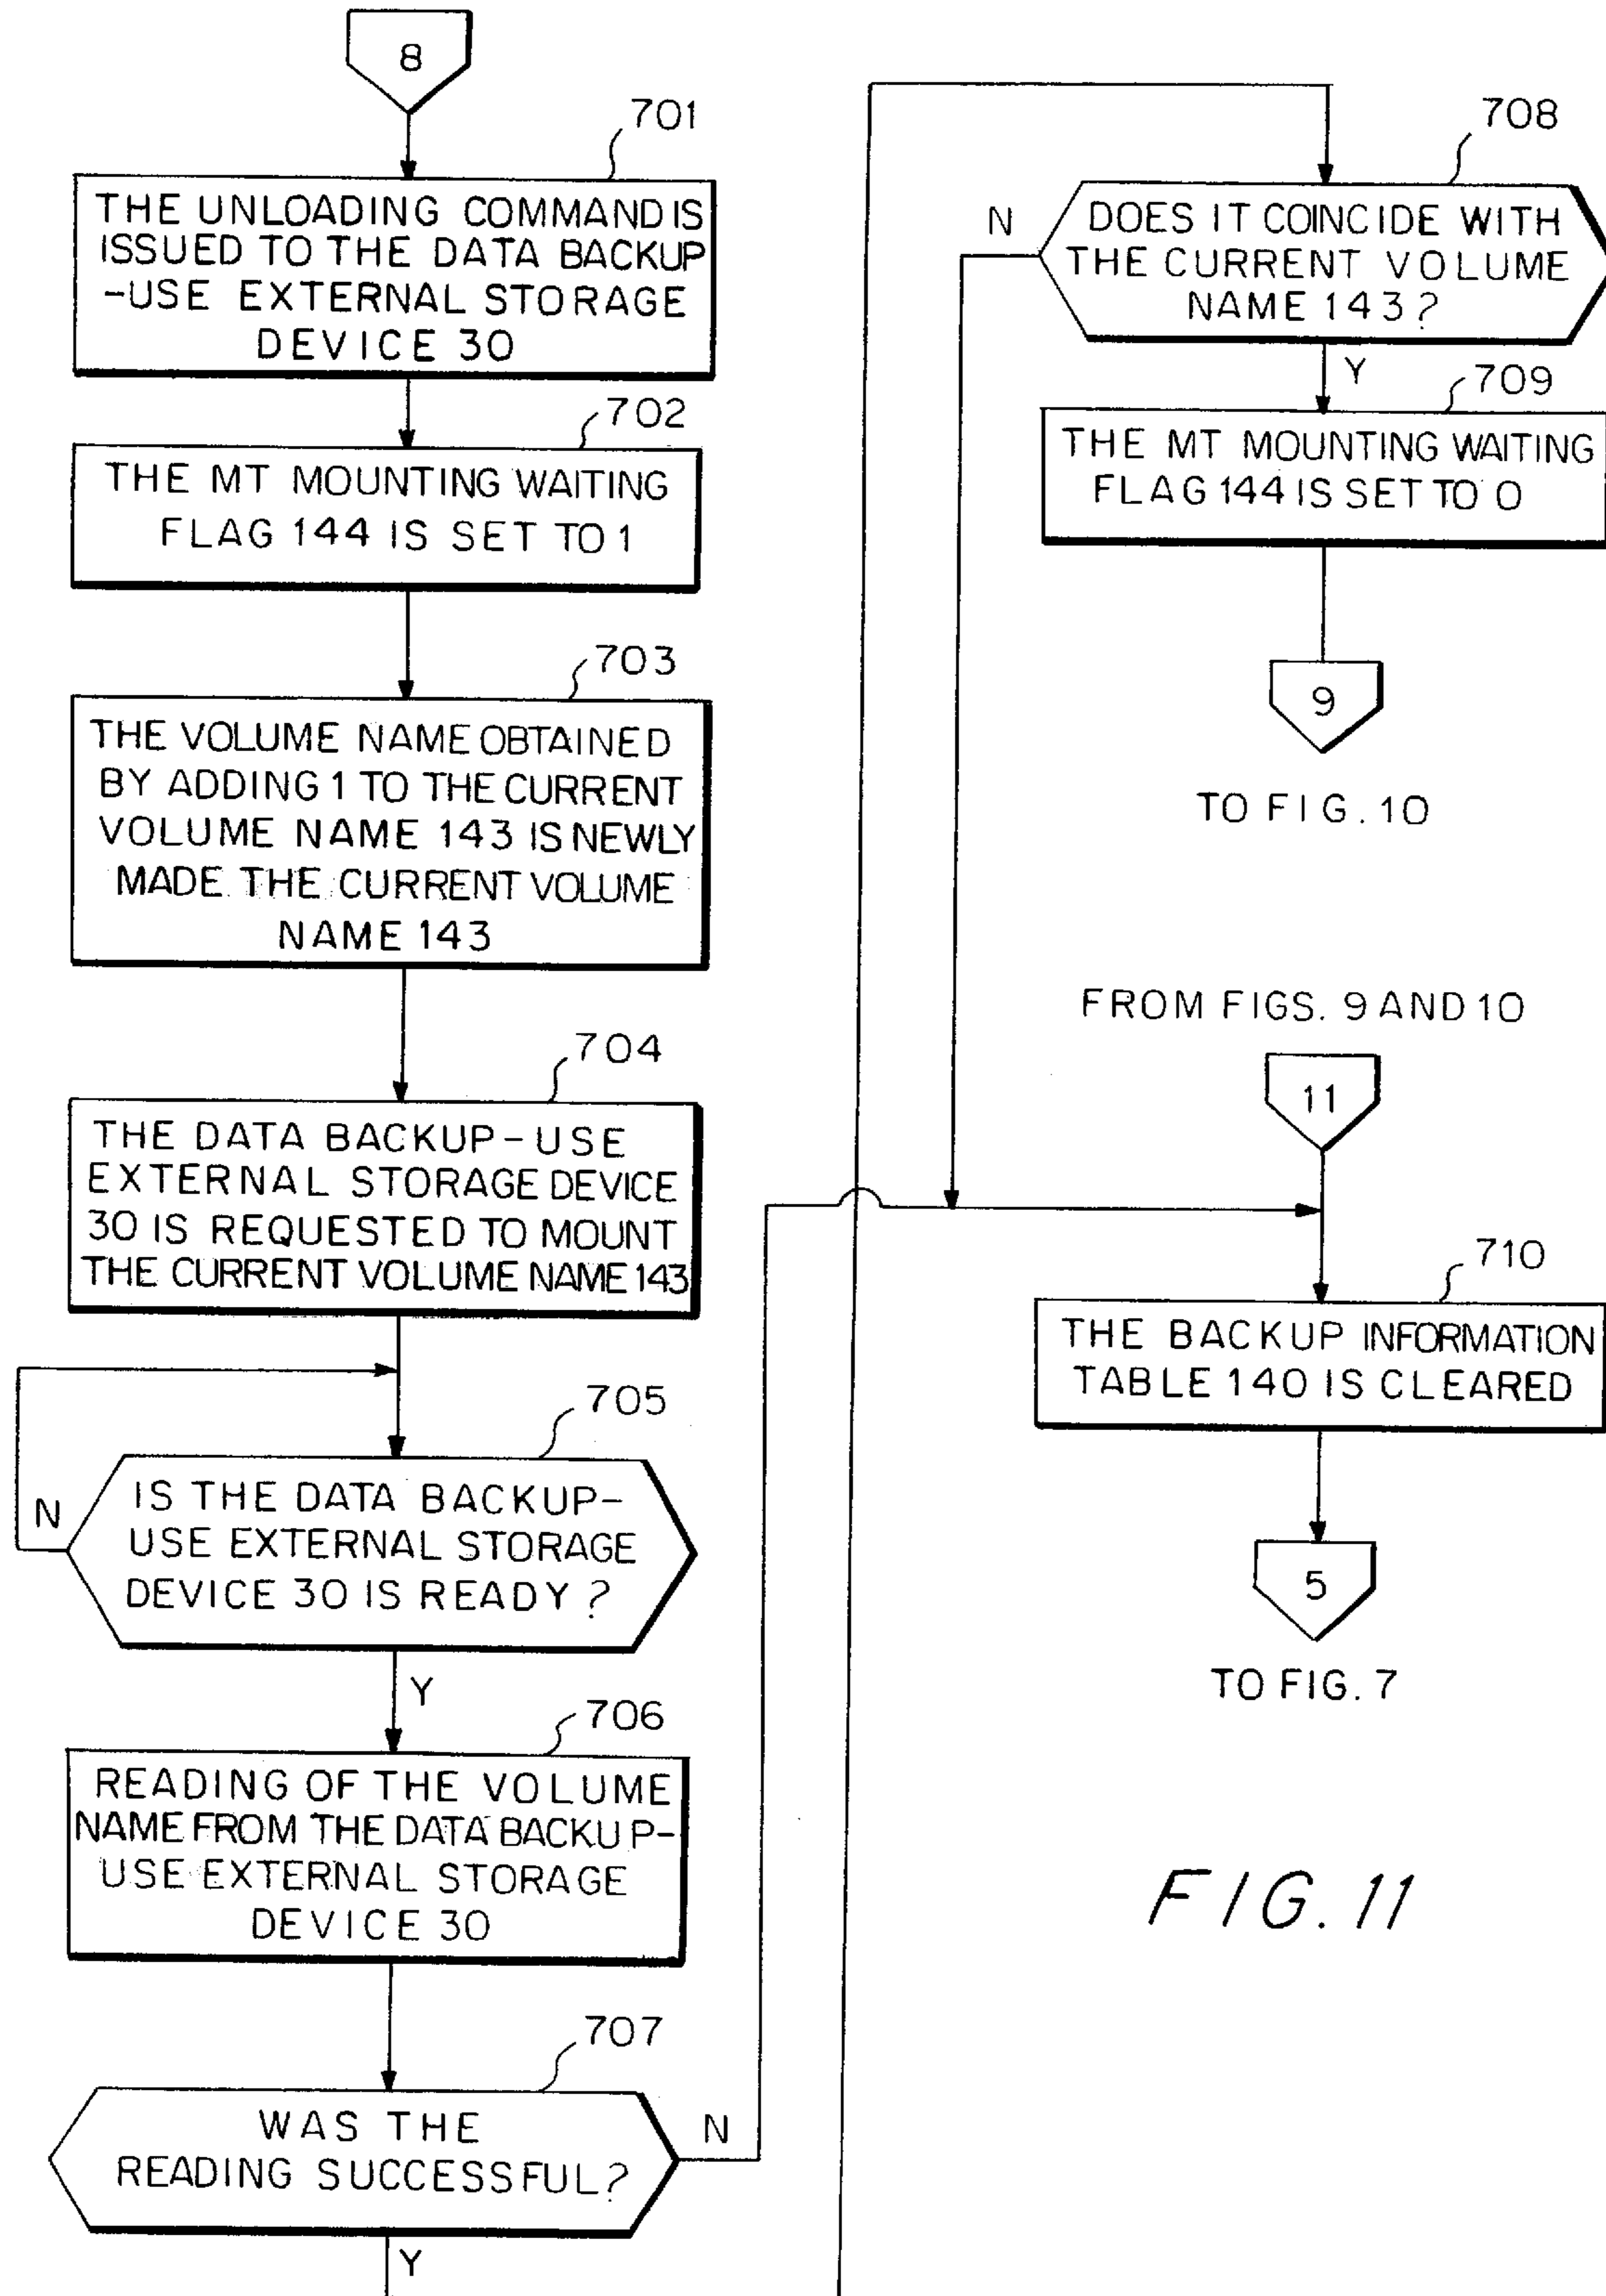 8
701
THE UNLOADING COMMAND IS
ISSUED TO THE DATA BACKUP
-USE EXTERNAL STORAGE
DEVICE 30
702
THE MT MOUNTING WAITING
FLAG 144 IS SET TO 1
703
THE VOLUME NAME OBTAINED
BY ADDING 1 TO THE CURRENT
VOLUME NAME 143 IS NEWLY
MADE THE CURRENT VOLUME
NAME 143
704
THE DATA BACKUP-USE
EXTERNAL STORAGE DEVICE
30 IS REQUESTED TO MOUNT
THE CURRENT VOLUME NAME 143
705
IS THE DATA BACKUP-
USE EXTERNAL STORAGE
DEVICE 30 IS READY?
N
Y
706
READING OF THE VOLUME
NAME FROM THE DATA BACKUP-
USE EXTERNAL STORAGE
DEVICE 30
707
WAS THE
READING SUCCESSFUL?
N
Y
708
DOES IT COINCIDE WITH
THE CURRENT VOLUME
NAME 143?
N
Y
709
THE MT MOUNTING WAITING
FLAG 144 IS SET TO 0
9
TO FIG. 10
FROM FIGS. 9 AND 10
11
710
THE BACKUP INFORMATION
TABLE 140 IS CLEARED
5
TO FIG. 7
FIG. 11